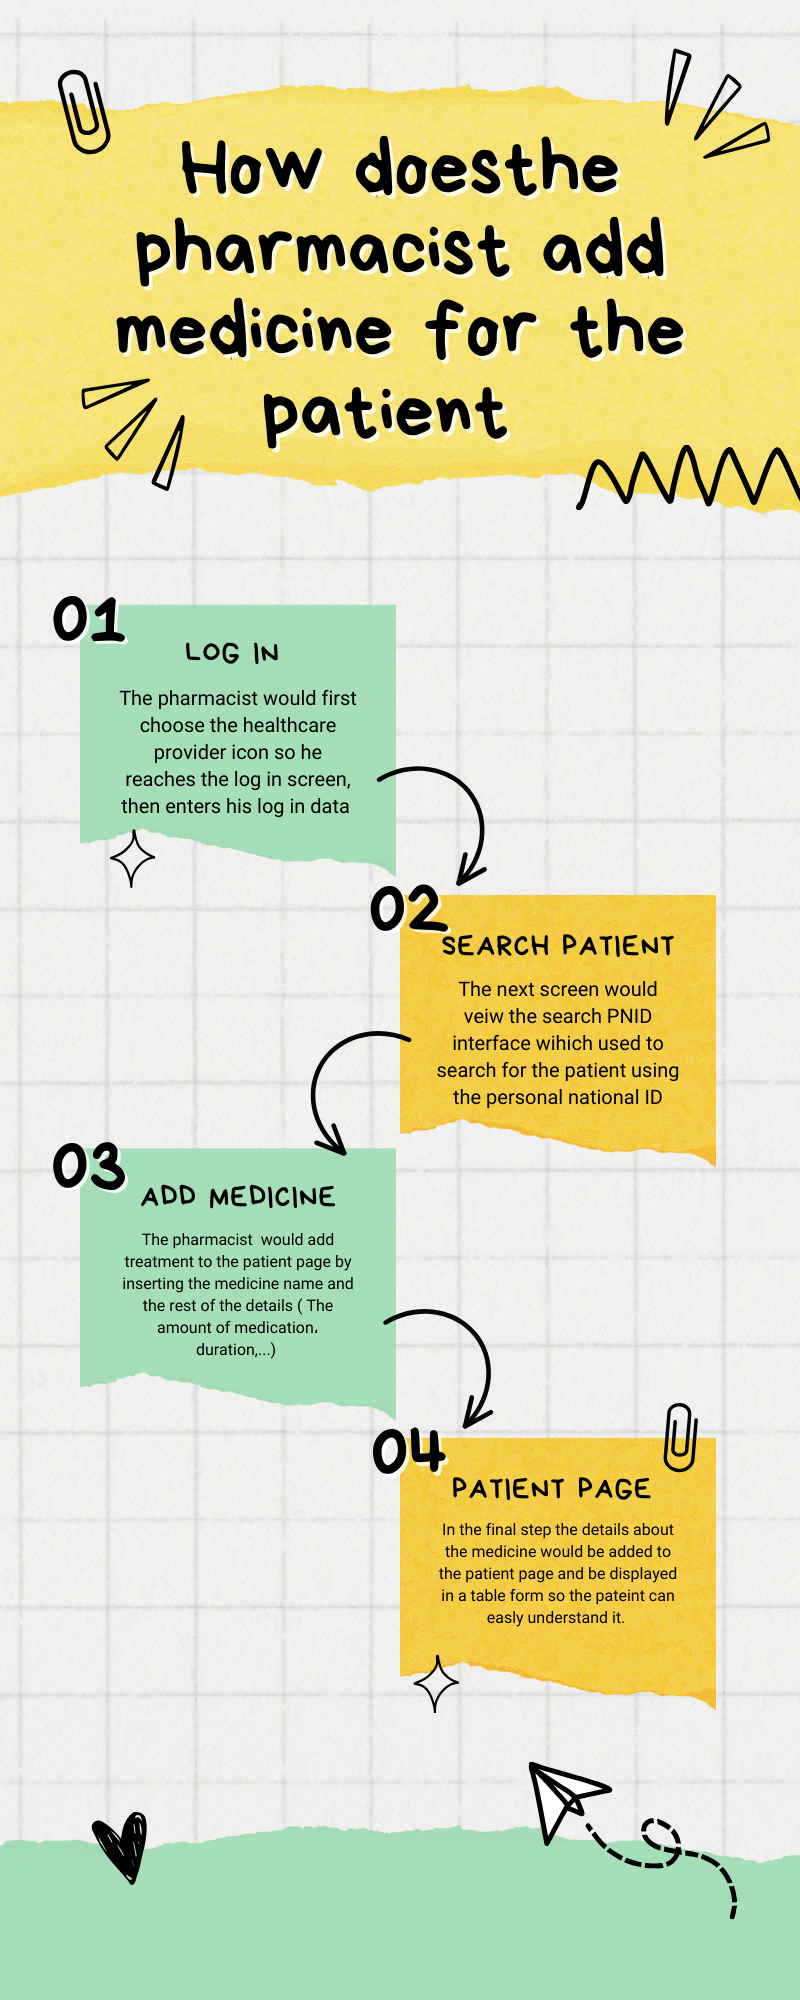 How doesthe
pharmacist add
medicine for the
patient
01
LOG IN
The pharmacist would first
choose the healthcare
provider icon so he
reaches the log in screen,
then enters his log in data
02
SEARCH PATIENT
The next screen would
veiw the search PNID
interface wihich used to
search for the patient using
the personal national ID
03
ADD MEDICINE
The pharmacist  would add
treatment to the patient page by
inserting the medicine name and
the rest of the details ( The
amount of medication،
duration,...)
04
PATIENT PAGE
In the final step the details about
the medicine would be added to
the patient page and be displayed
in a table form so the pateint can
easly understand it.